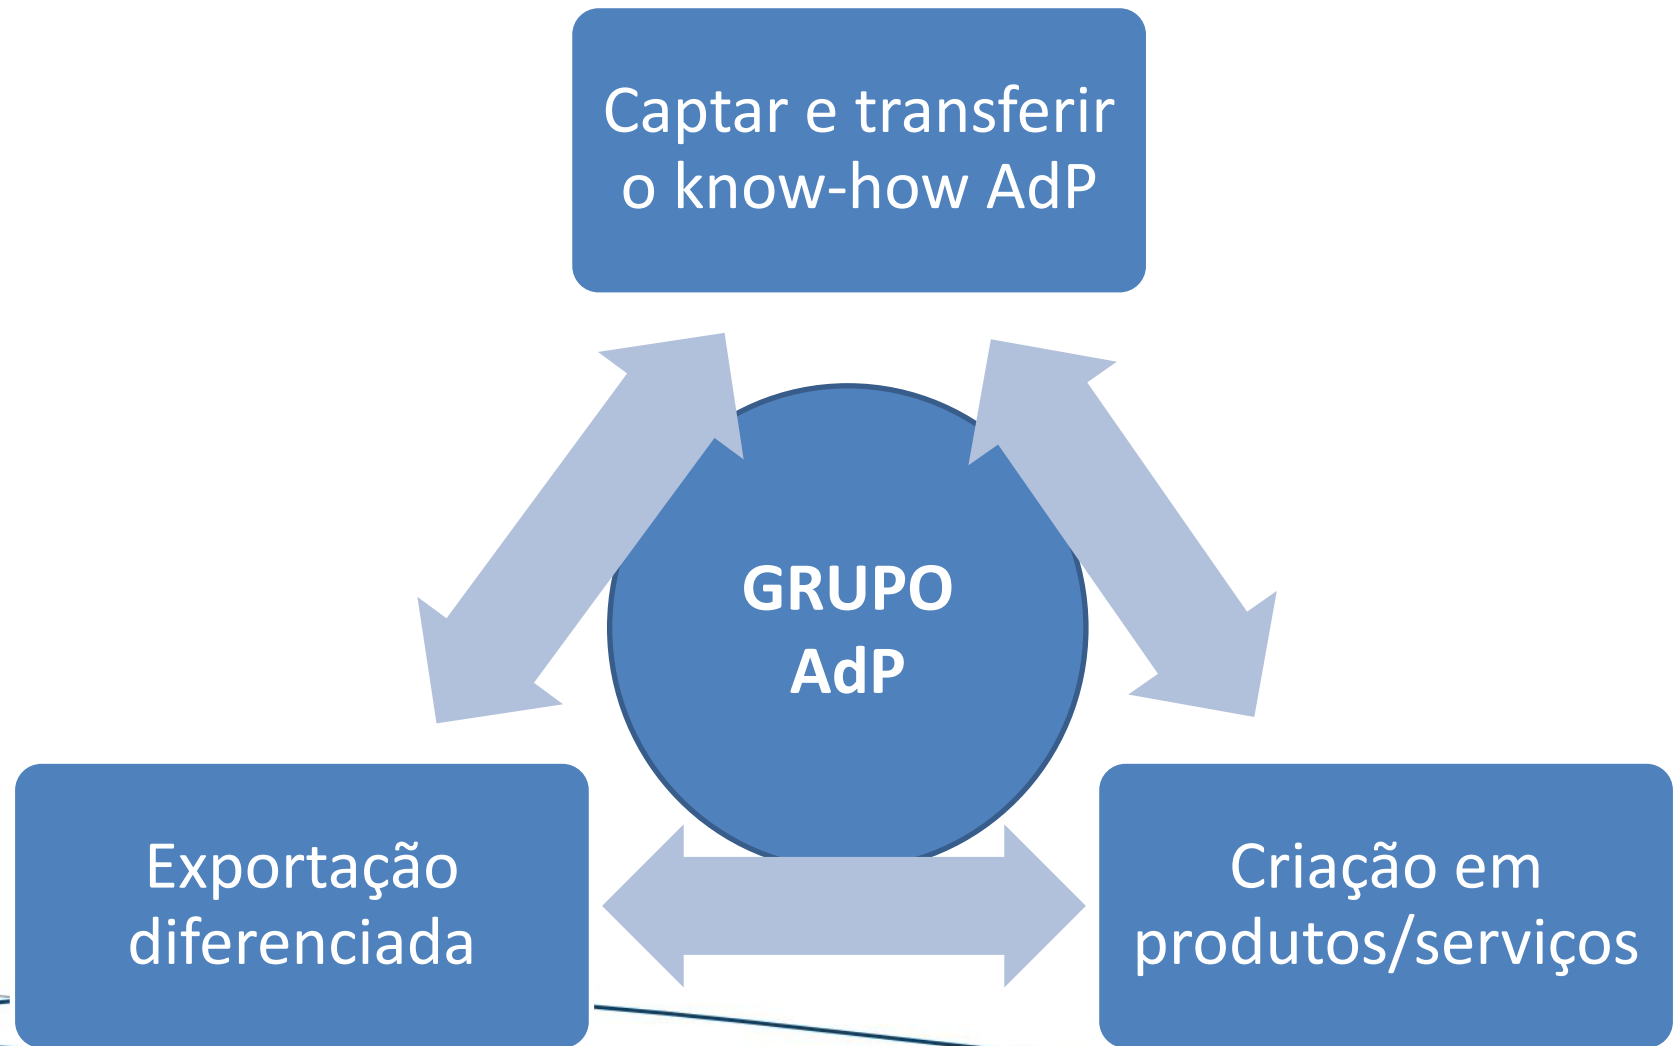 Captar e transferir
o know-how AdP
GRUPO
AdP
Exportação
diferenciada
Criação em
produtos/serviços